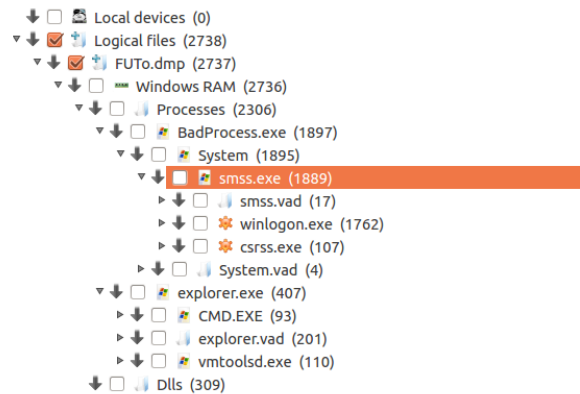 Local devices (0)
Logical files (2738)
FUTo.dmp (2737)
Windows RAM (2736)
Processes (2306)
BadProcess.exe (1897)
System (1895)
smss.exe (1889)
smss.vad (17)
winlogon.exe (1762)
csrss.exe (107)
System.vad (4)
explorer.exe (407)
CMD.EXE (93)
explorer.vad (201)
vmtoolsd.exe (110)
Dlls (309)